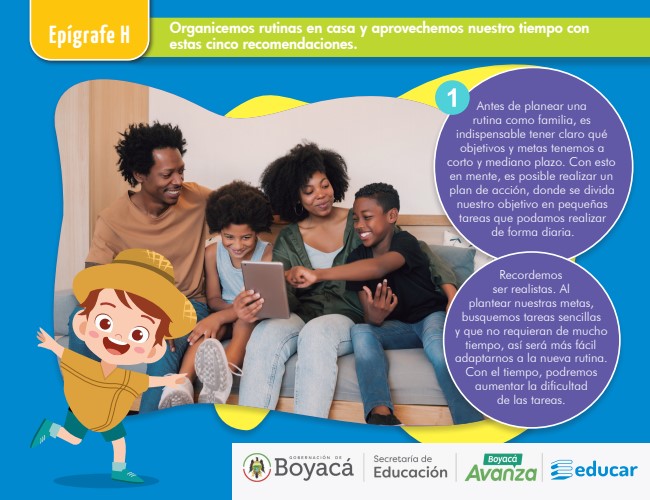 Epígrafe H
Organicemos rutinas en casa y aprovechemos nuestro tiempo con
estas cinco recomendaciones.
1
Antes de planear una
rutina como familia, es
indispensable tener claro qué
objetivos y metas tenemos a
corto y mediano plazo. Con esto
en mente, es posible realizar un
plan de acción, donde se divida
nuestro objetivo en pequeñas
tareas que podamos realizar
de forma diaria.
Recordemos
ser realistas. Al
plantear nuestras metas,
busquemos tareas sencillas
y que no requieran de mucho
tiempo, así será más fácil
adaptarnos a la nueva rutina.
Con el tiempo, podremos
aumentar la dificultad
de las tareas.
GOBERNACIÓN DE
Boyacá
Secretaría de
Educación
Boyacá
Avanza
educar